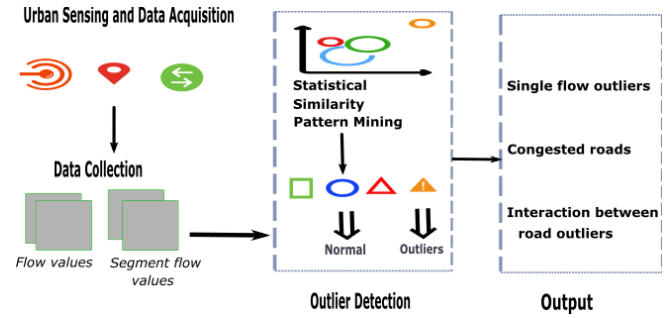 Urban Sensing and Data Acquisition
Data Collection
Flow values
Segment flow
values
Statistical
Similarity
Pattern Mining
Normal
Outliers
Outlier Detection
Single flow outliers
Congested roads
Interaction between
road outliers
Output